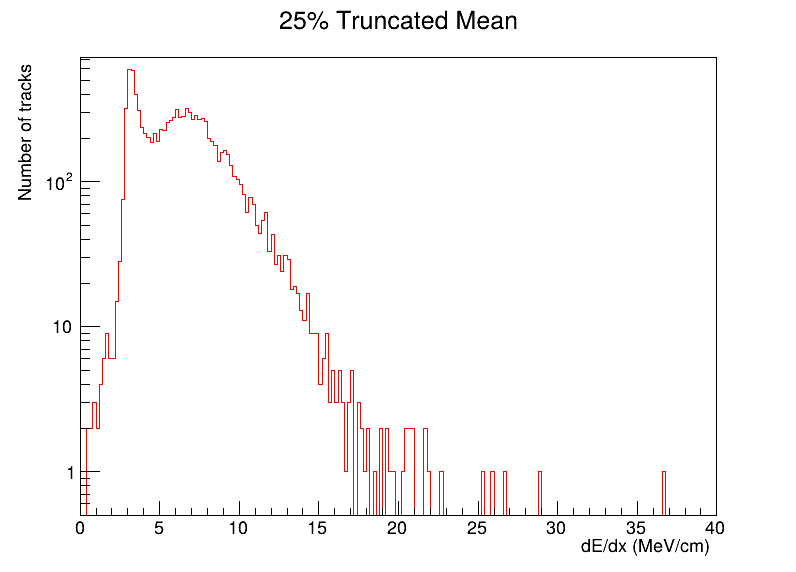 25% Truncated Mean
Number of tracks
10²
10
1
0 5 10 15 20 25 30 35 40
dE/dx (MeV/cm)